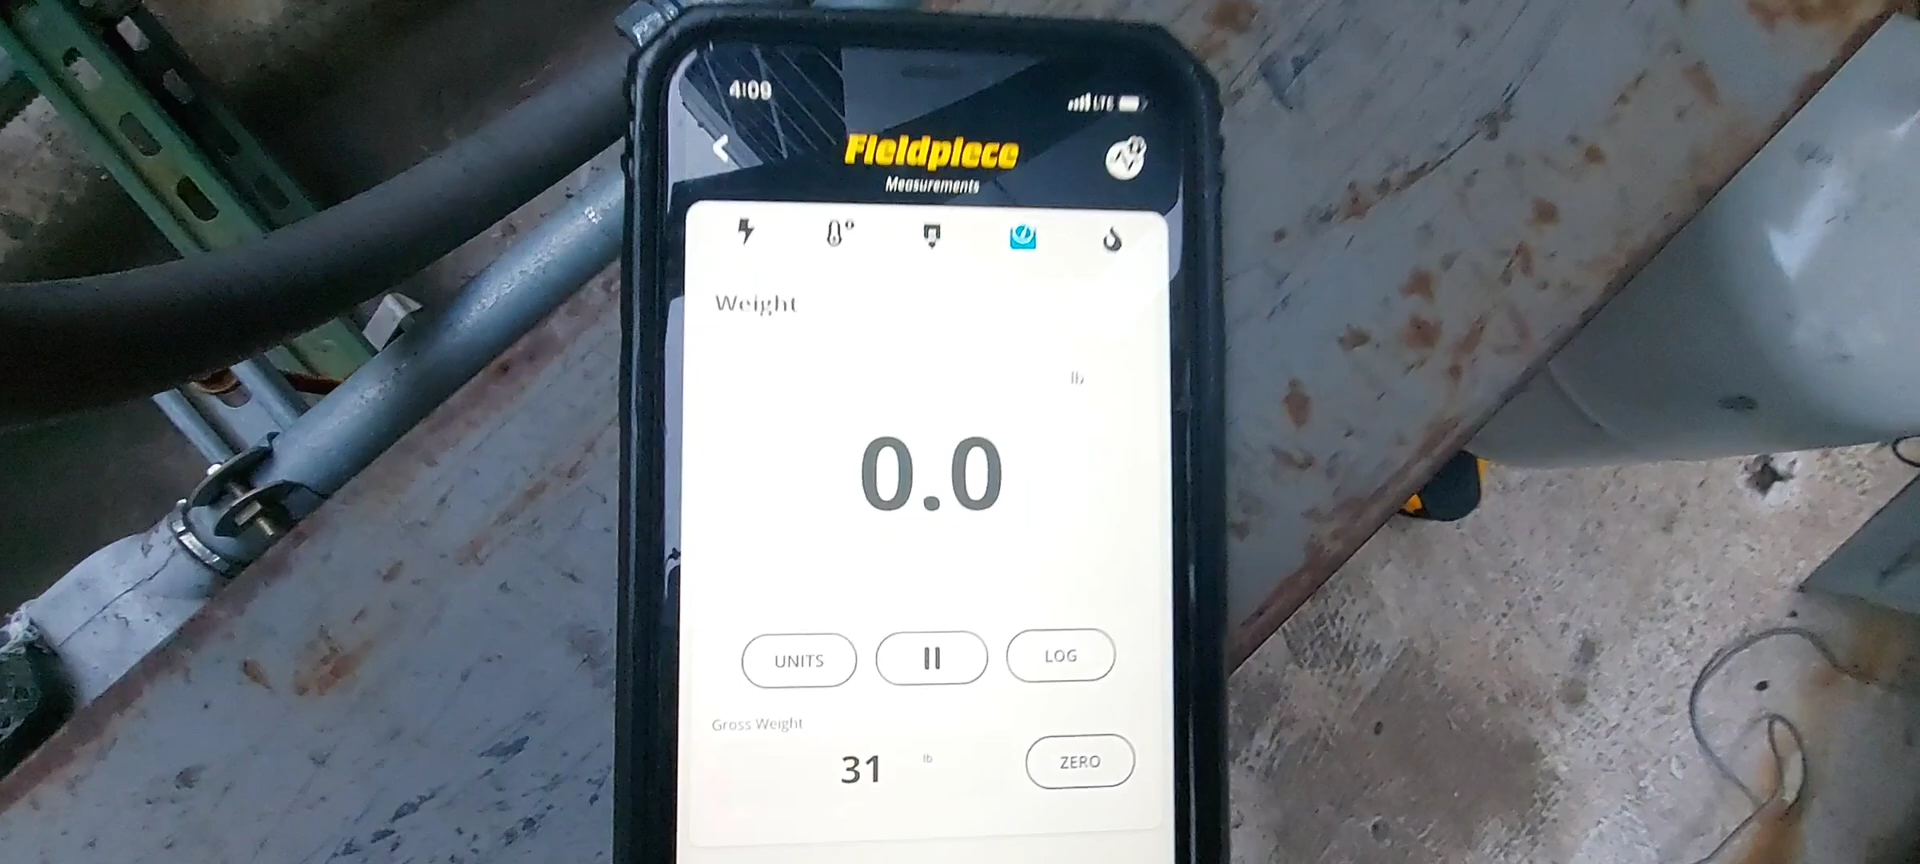 4:09
LTE
Fieldpiece
Measurements
Weight
lb
0.0
UNITS
LOG
Gross Weight
31 lb
ZERO